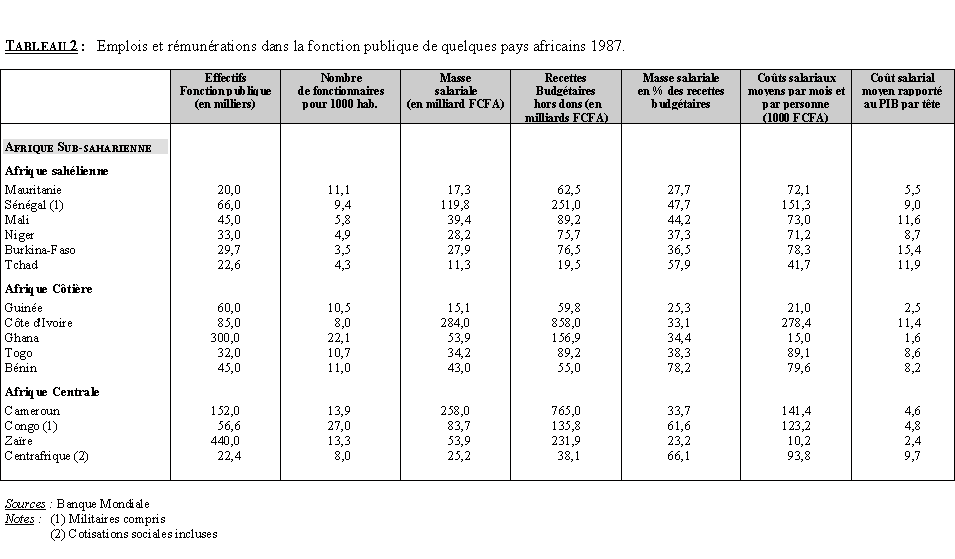 TABLEAU 2 : Emplois et rémunérations dans la fonction publique de quelques pays africains 1987.
Effectifs Fonction publique (en milliers) Nombre de fonctionnaires pour 1000 hab. Masse salariale (en milliard FCFA) Recettes Budgétaires hors dons (en milliards FCFA) Masse salariale en % des recettes budgétaires Coûts salariaux moyens par mois et par personne (1000 FCFA) Coût salarial moyen rapporté au PIB par tête
AFRIQUE SUB-SAHARIENNE
Afrique sahélienne
Mauritanie 20,0 11,1 17,3 62,5 27,7 72,1 5,5
Sénégal (1) 66,0 9,4 119,8 251,0 47,7 151,3 9,0
Mali 45,0 5,8 39,4 89,2 44,2 73,0 11,6
Niger 33,0 4,9 28,2 75,7 37,3 71,2 8,7
Burkina-Faso 29,7 3,5 27,9 76,5 36,5 78,3 15,4
Tchad 22,6 4,3 11,3 19,5 57,9 41,7 11,9
Afrique Côtière
Guinée 60,0 10,5 15,1 59,8 25,3 21,0 2,5
Côte d'Ivoire 85,0 8,0 284,0 858,0 33,1 278,4 11,4
Ghana 300,0 22,1 53,9 156,9 34,4 15,0 1,6
Togo 32,0 10,7 34,2 89,2 38,3 89,1 8,6
Bénin 45,0 11,0 43,0 55,0 78,2 79,6 8,2
Afrique Centrale
Cameroun 152,0 13,9 258,0 765,0 33,7 141,4 4,6
Congo (1) 56,6 27,0 83,7 135,8 61,6 123,2 4,8
Zaïre 440,0 13,3 53,9 231,9 23,2 10,2 2,4
Centrafrique (2) 22,4 8,0 25,2 38,1 66,1 93,8 9,7
Sources : Banque Mondiale
Notes : (1) Militaires compris
(2) Cotisations sociales incluses